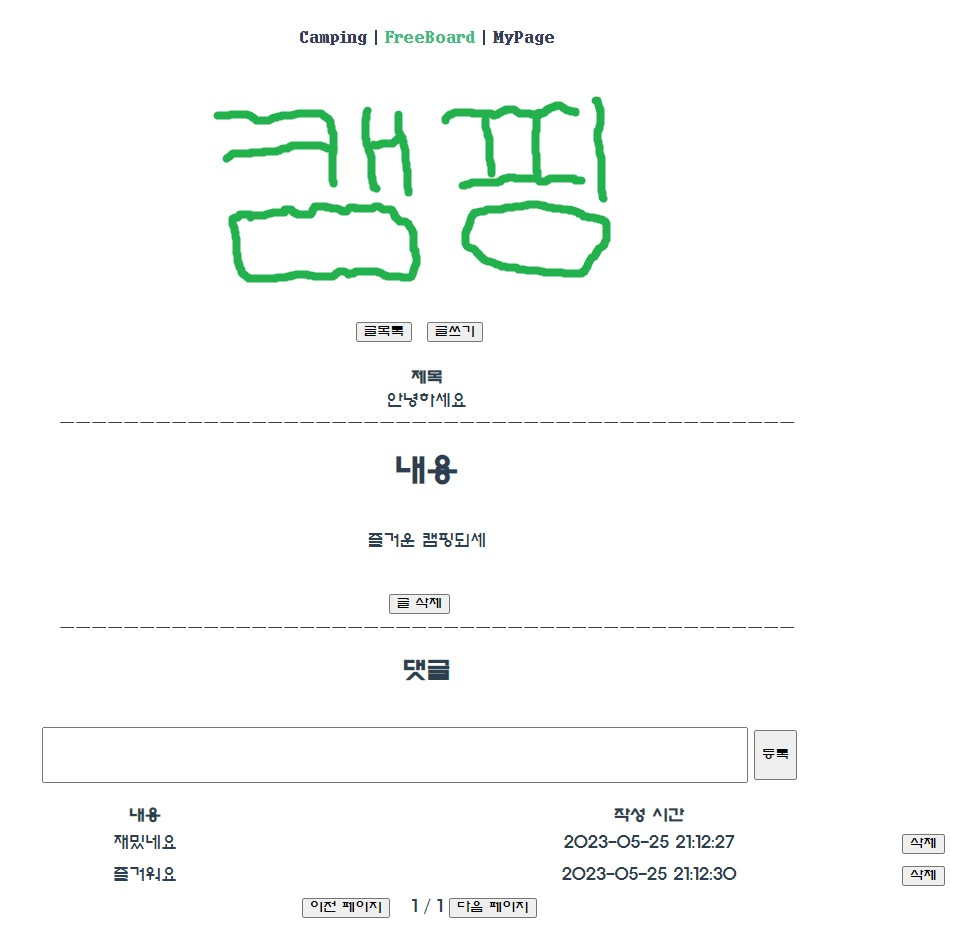 Camping | FreeBoard | MyPage
캠핑
글목록 글쓰기
제목
안녕하세요
내용
즐거운 캠핑되세
글 삭제
댓글
등록
내용 작성 시간
재밌네요 2023-05-25 21:12:27 삭제
즐거워요 2023-05-25 21:12:30 삭제
이전 페이지 1 / 1 다음 페이지